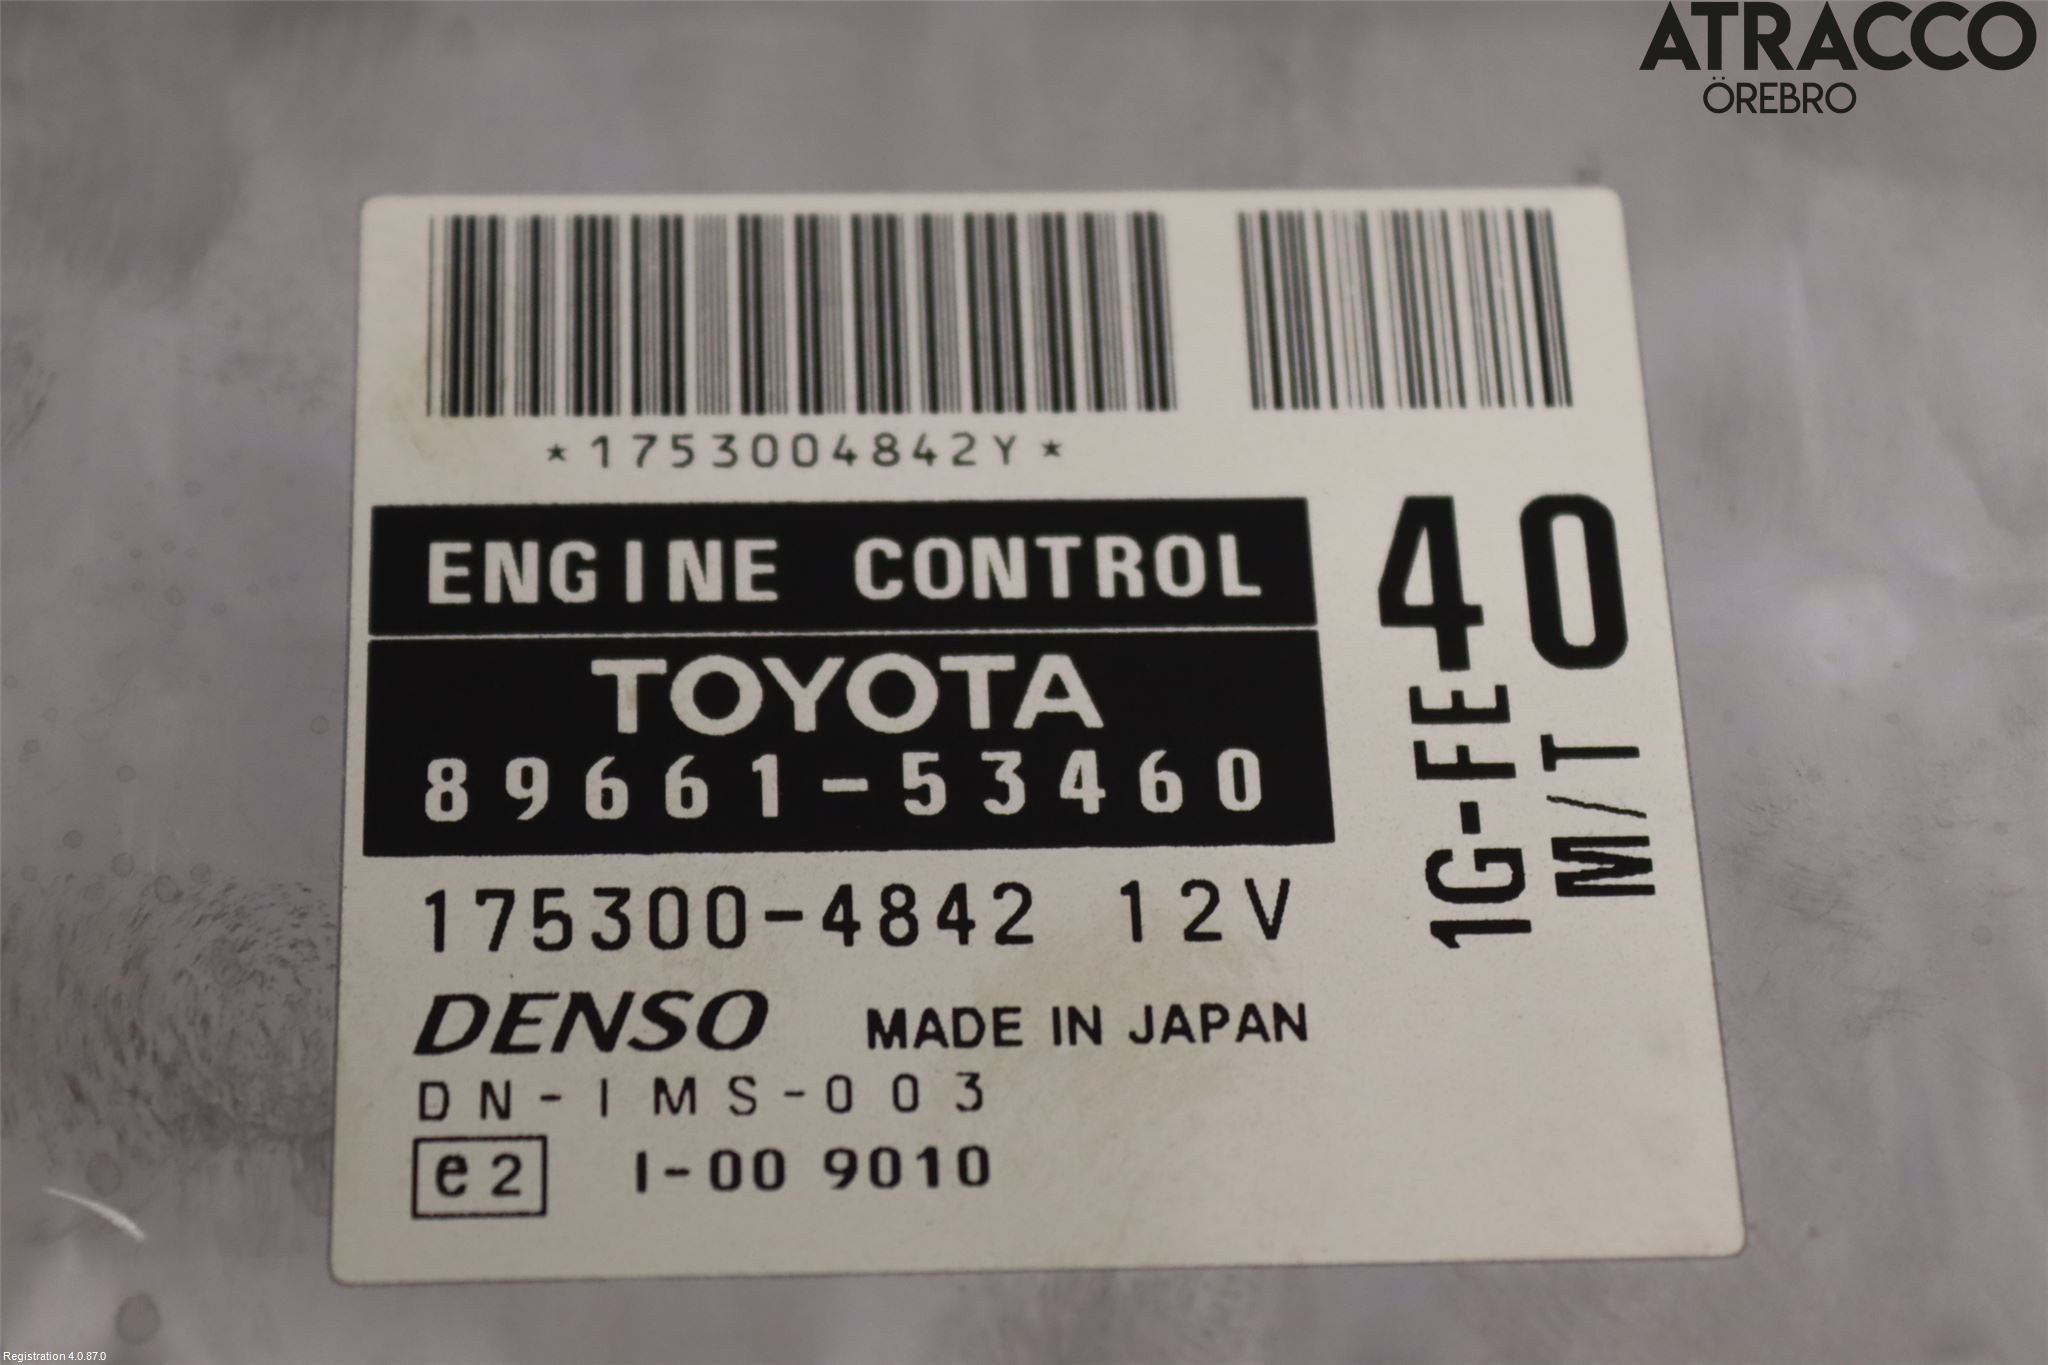 ATRACCO
ÖREBRO
*1753004842Y*
ENGINE CONTROL
TOYOTA
89661-53460
40
1G-FE
M/T
175300-4842 12V
DENSO MADE IN JAPAN
DN-IMS-003
e2 I-00 9010
Registration 4.0.87.0